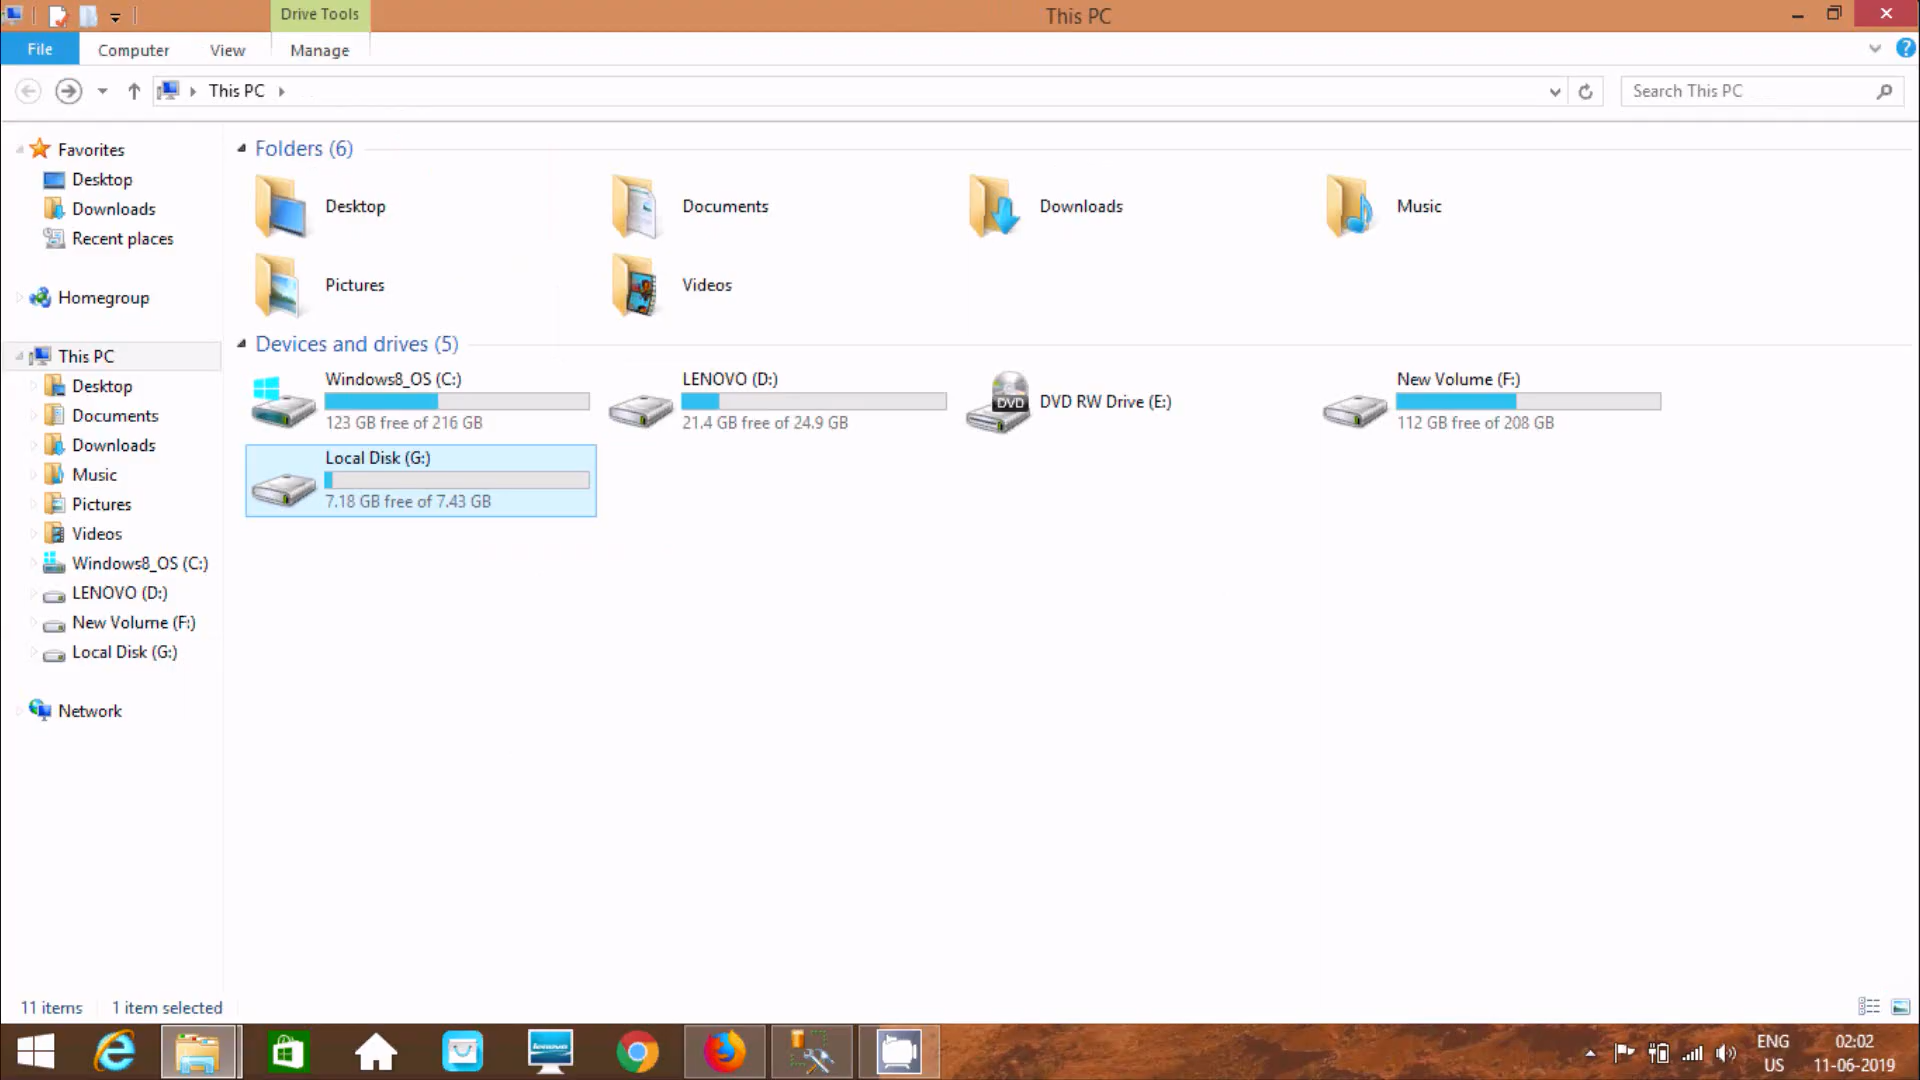 Drive Tools
This PC
File
Computer
View
Manage
This PC
Search This PC
Favorites
Desktop
Downloads
Recent places
Homegroup
This PC
Desktop
Documents
Downloads
Music
Pictures
Videos
Windows8_OS (C:)
LENOVO (D:)
New Volume (F:)
Local Disk (G:)
Network
Folders (6)
Desktop
Documents
Downloads
Music
Pictures
Videos
Devices and drives (5)
Windows8_OS (C:)
123 GB free of 216 GB
LENOVO (D:)
21.4 GB free of 24.9 GB
DVD
DVD RW Drive (E:)
New Volume (F:)
112 GB free of 208 GB
Local Disk (G:)
7.18 GB free of 7.43 GB
11 items
1 item selected
ENG
US
02:02
11-06-2019